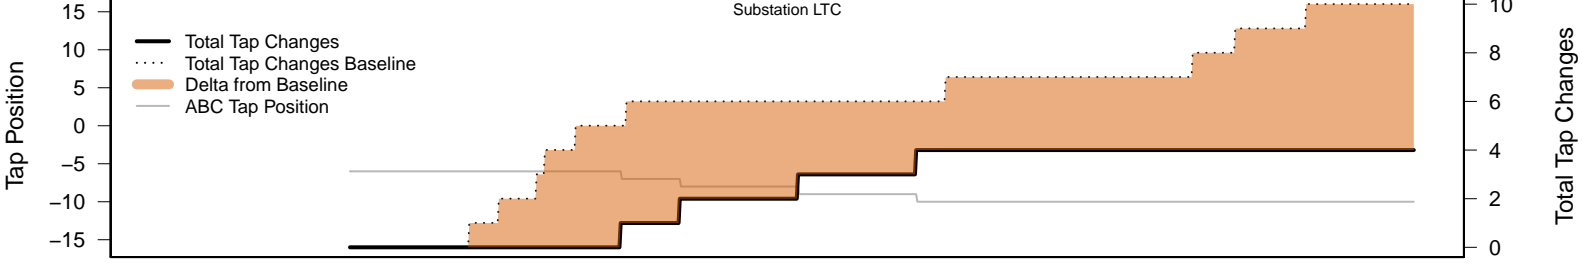 Substation LTC
Total Tap Changes
Total Tap Changes Baseline
Delta from Baseline
ABC Tap Position
Tap Position
15
10
5
0
−5
−10
−15
10
8
6
4
2
0
Total Tap Changes